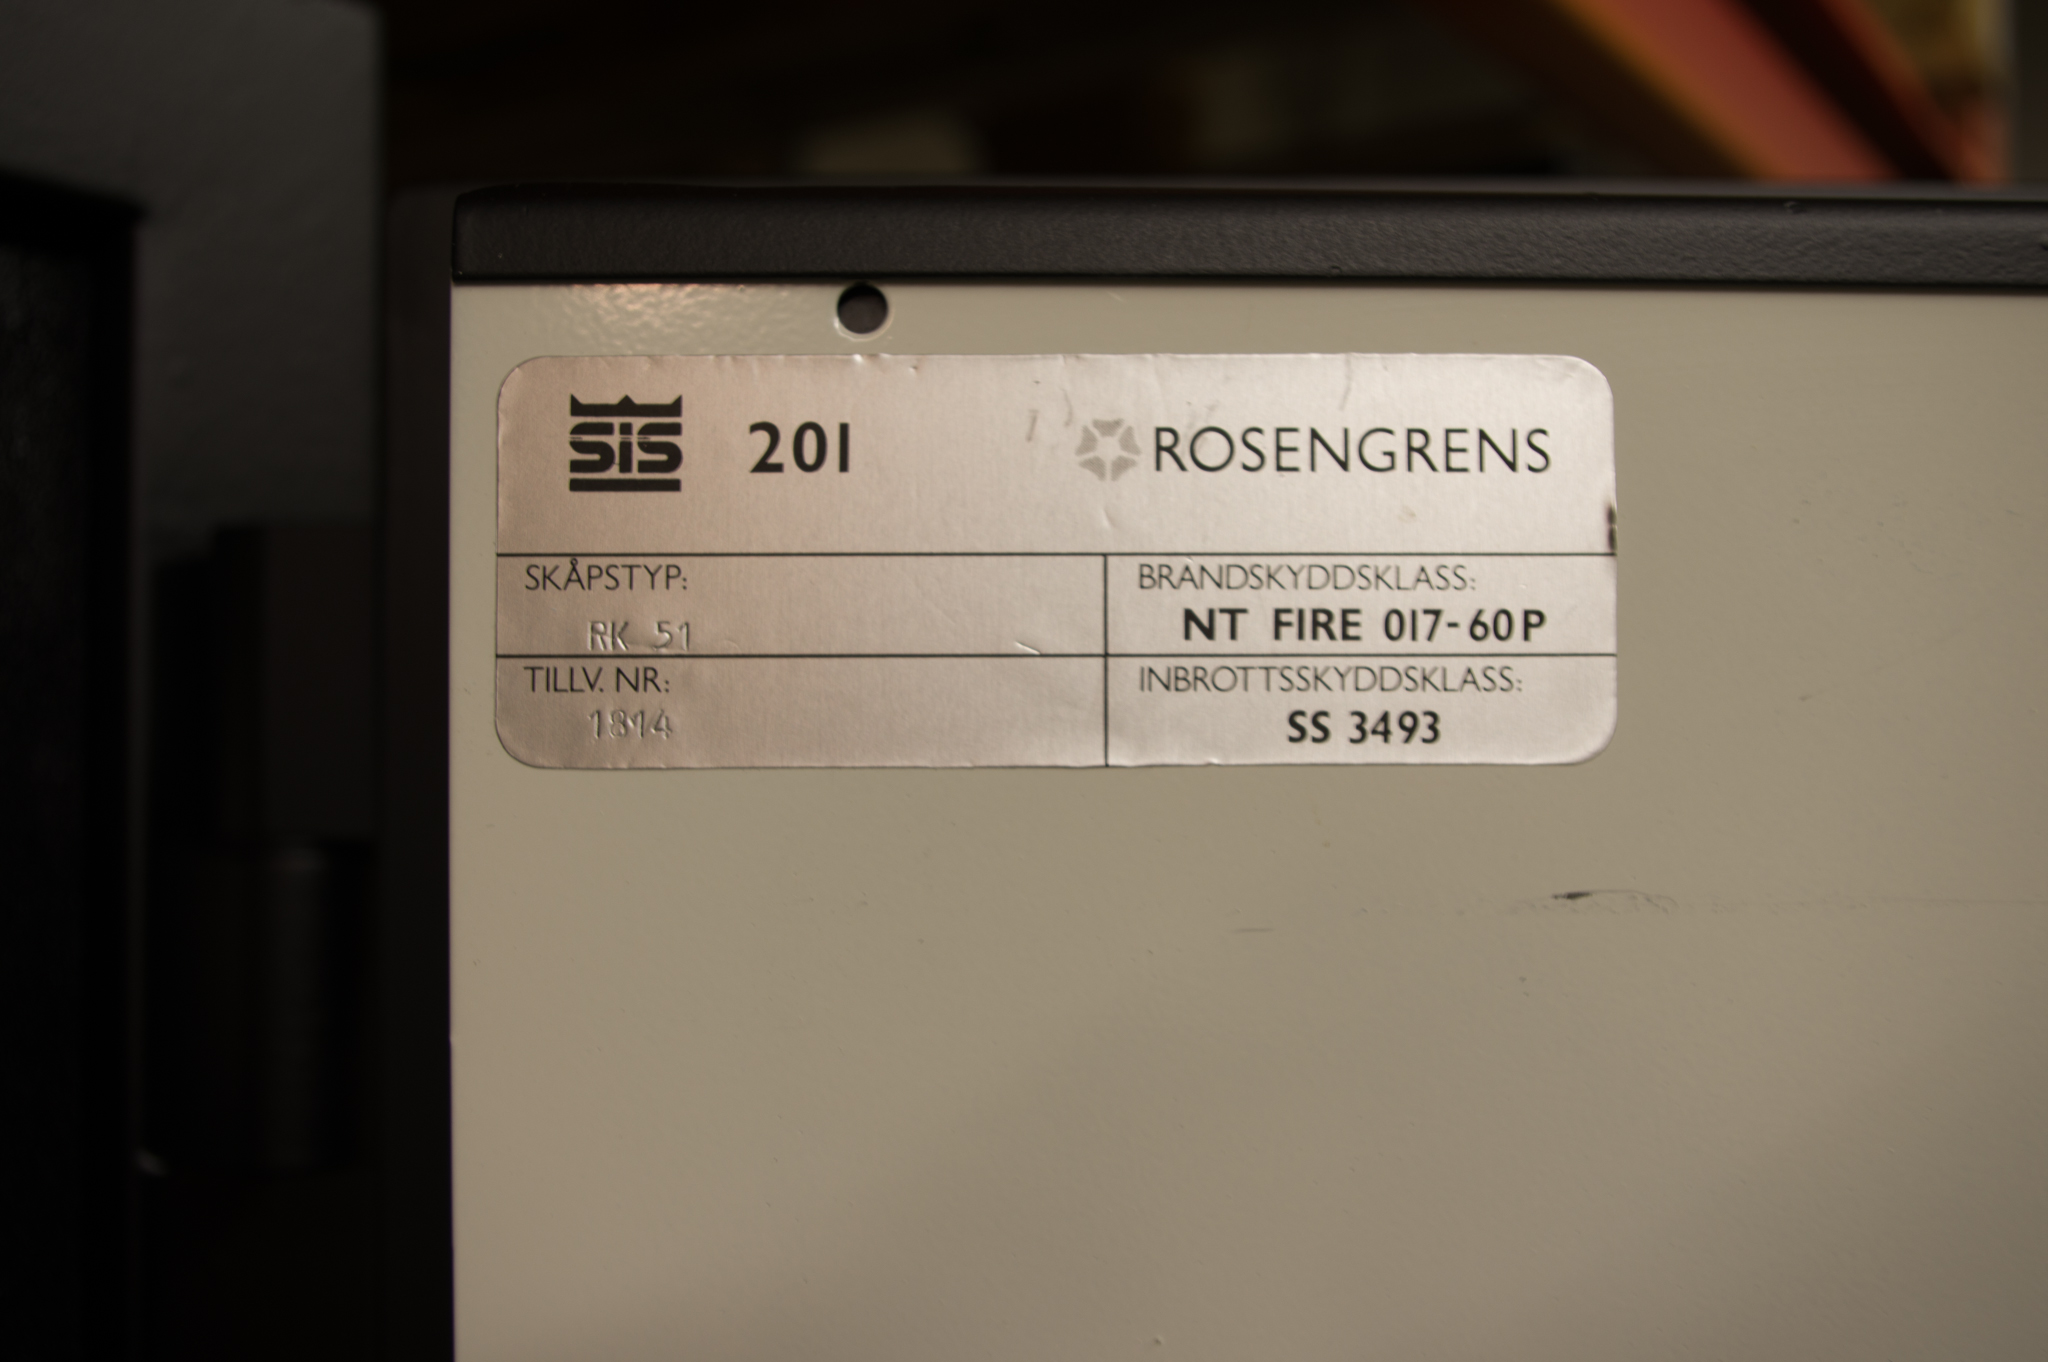 SIS 201 ROSENGRENS
SKÅPSTYP:
RK 51
BRANDSKYDDSKLASS:
NT FIRE 017-60P
TILLV. NR:
1814
INBROTTSSKYDDSKLASS:
SS 3493